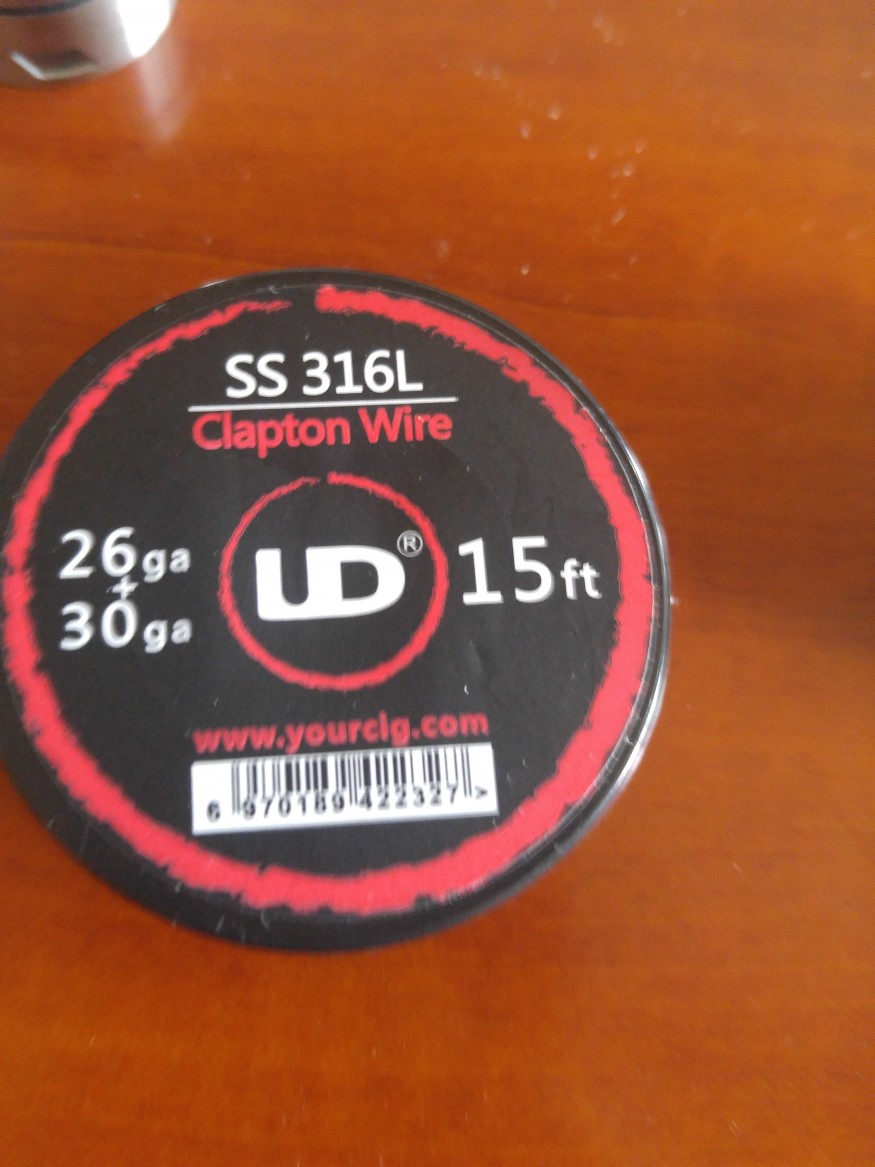 SS 316L
Clapton Wire
26ga
+
30ga
UD®
15ft
www.yourcig.com
6 970189 422327 >